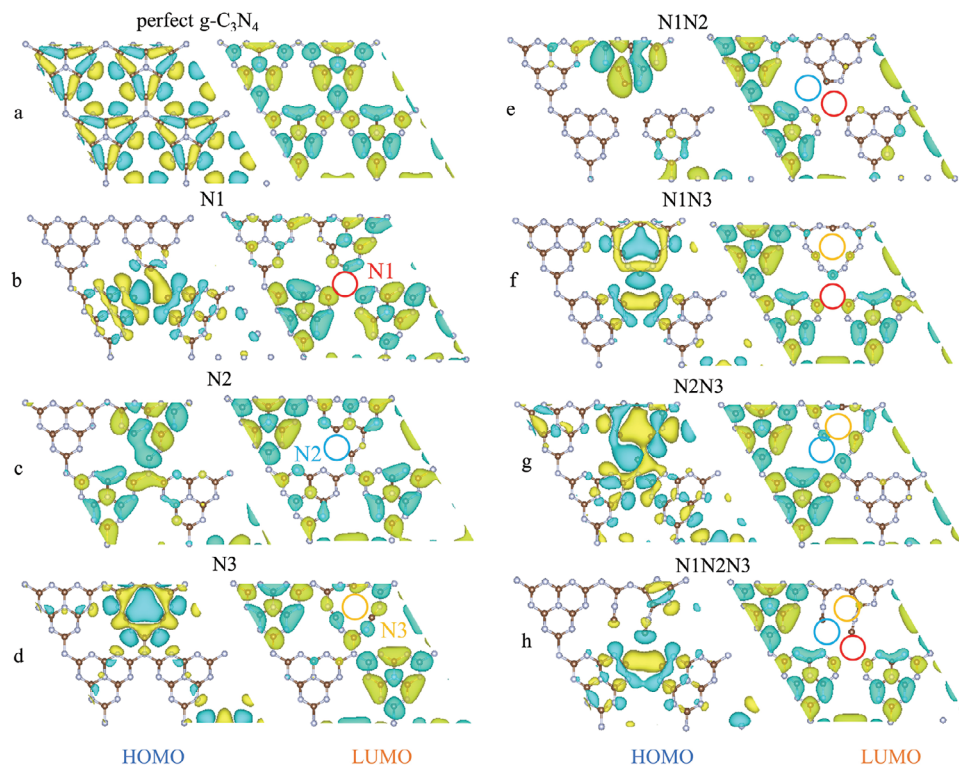 perfect g-C₃N₄
a
N1
b
N1
N2
c
N2
N3
d
N3
HOMO
LUMO
N1N2
e
N1N3
f
N2N3
g
N1N2N3
h
HOMO
LUMO